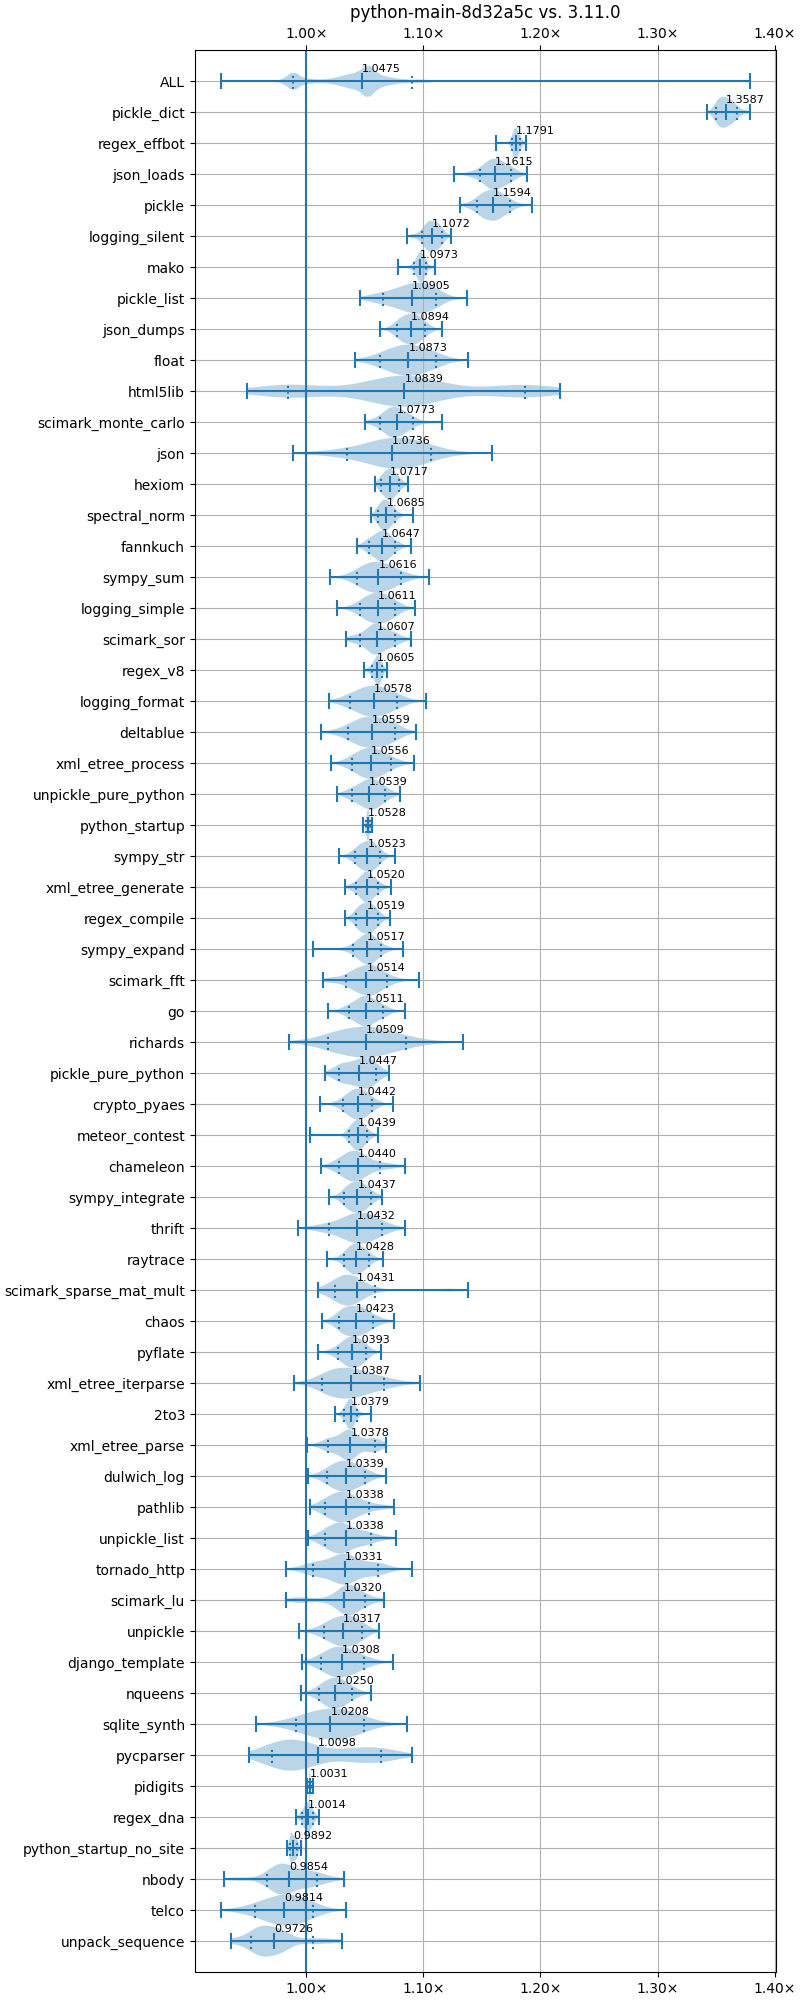 python-main-8d32a5c vs. 3.11.0
1.00× 1.10× 1.20× 1.30× 1.40×
ALL 1.0475
pickle_dict 1.3587
regex_effbot 1.1791
json_loads 1.1615
pickle 1.1594
logging_silent 1.1072
mako 1.0973
pickle_list 1.0905
json_dumps 1.0894
float 1.0873
html5lib 1.0839
scimark_monte_carlo 1.0773
json 1.0736
hexiom 1.0717
spectral_norm 1.0685
fannkuch 1.0647
sympy_sum 1.0616
logging_simple 1.0611
scimark_sor 1.0607
regex_v8 1.0605
logging_format 1.0578
deltablue 1.0559
xml_etree_process 1.0556
unpickle_pure_python 1.0539
python_startup 1.0528
sympy_str 1.0523
xml_etree_generate 1.0520
regex_compile 1.0519
sympy_expand 1.0517
scimark_fft 1.0514
go 1.0511
richards 1.0509
pickle_pure_python 1.0447
crypto_pyaes 1.0442
meteor_contest 1.0439
chameleon 1.0440
sympy_integrate 1.0437
thrift 1.0432
raytrace 1.0428
scimark_sparse_mat_mult 1.0431
chaos 1.0423
pyflate 1.0393
xml_etree_iterparse 1.0387
2to3 1.0379
xml_etree_parse 1.0378
dulwich_log 1.0339
pathlib 1.0338
unpickle_list 1.0338
tornado_http 1.0331
scimark_lu 1.0320
unpickle 1.0317
django_template 1.0308
nqueens 1.0250
sqlite_synth 1.0208
pycparser 1.0098
pidigits 1.0031
regex_dna 1.0014
python_startup_no_site 0.9892
nbody 0.9854
telco 0.9814
unpack_sequence 0.9726
1.00× 1.10× 1.20× 1.30× 1.40×